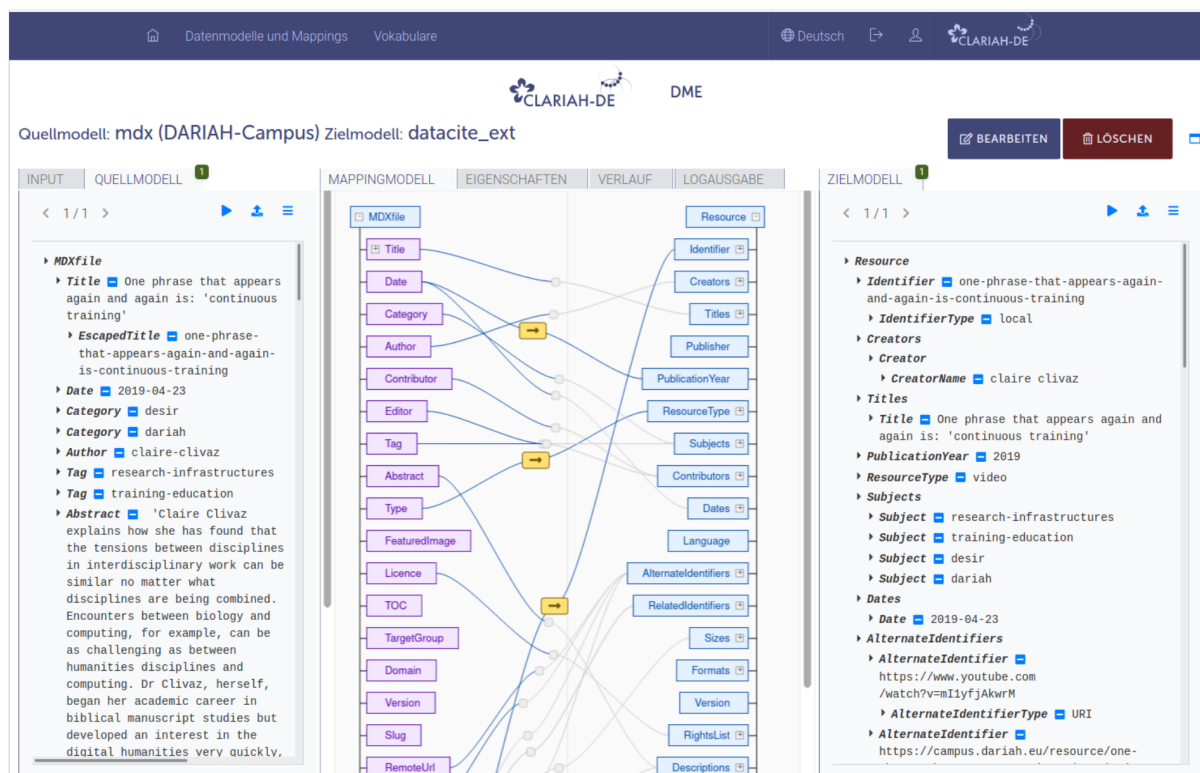 Datenmodelle und Mappings
Vokabulare
Deutsch
CLARIAH-DE
CLARIAH-DE
DME
Quellmodell: mdx (DARIAH-Campus) Zielmodell: datacite_ext
BEARBEITEN
LÖSCHEN
INPUT
QUELLMODELL
1
1 / 1
MDXfile
Title One phrase that appears
again and again is: 'continuous
training'
EscapedTitle one-phrase-
that-appears-again-and-again-
is-continuous-training
Date 2019-04-23
Category desir
Category dariah
Author claire-clivaz
Tag research-infrastructures
Tag training-education
Abstract 'Claire Clivaz
explains how she has found that
the tensions between disciplines
in interdisciplinary work can be
similar no matter what
disciplines are being combined.
Encounters between biology and
computing, for example, can be
as challenging as between
humanities disciplines and
computing. Dr Clivaz, herself,
began her academic career in
biblical manuscript studies but
developed an interest in the
digital humanities very quickly,
MAPPINGMODELL
EIGENSCHAFTEN
VERLAUF
LOGAUSGABE
MDXfile
Title
Date
Category
Author
Contributor
Editor
Tag
Abstract
Type
FeaturedImage
Licence
TOC
TargetGroup
Domain
Version
Slug
RemoteUrl
Resource
Identifier
Creators
Titles
Publisher
PublicationYear
ResourceType
Subjects
Contributors
Dates
Language
AlternateIdentifiers
RelatedIdentifiers
Sizes
Formats
Version
RightsList
Descriptions
ZIELMODELL
1
1 / 1
Resource
Identifier one-phrase-that-appears-again-
and-again-is-continuous-training
IdentifierType local
Creators
Creator
CreatorName claire clivaz
Titles
Title One phrase that appears again and
again is: 'continuous training'
PublicationYear 2019
ResourceType video
Subjects
Subject research-infrastructures
Subject training-education
Subject desir
Subject dariah
Dates
Date 2019-04-23
AlternateIdentifiers
AlternateIdentifier
https://www.youtube.com
/watch?v=mI1yfjAkwrM
AlternateIdentifierType URI
AlternateIdentifier
https://campus.dariah.eu/resource/one-